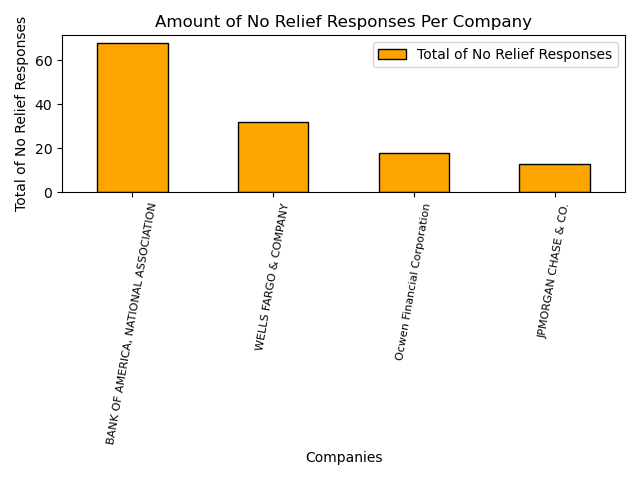 Amount of No Relief Responses Per Company
Total of No Relief Responses
Total of No Relief Responses
60
40
20
0
BANK OF AMERICA, NATIONAL ASSOCIATION
WELLS FARGO & COMPANY
Ocwen Financial Corporation
JPMORGAN CHASE & CO.
Companies